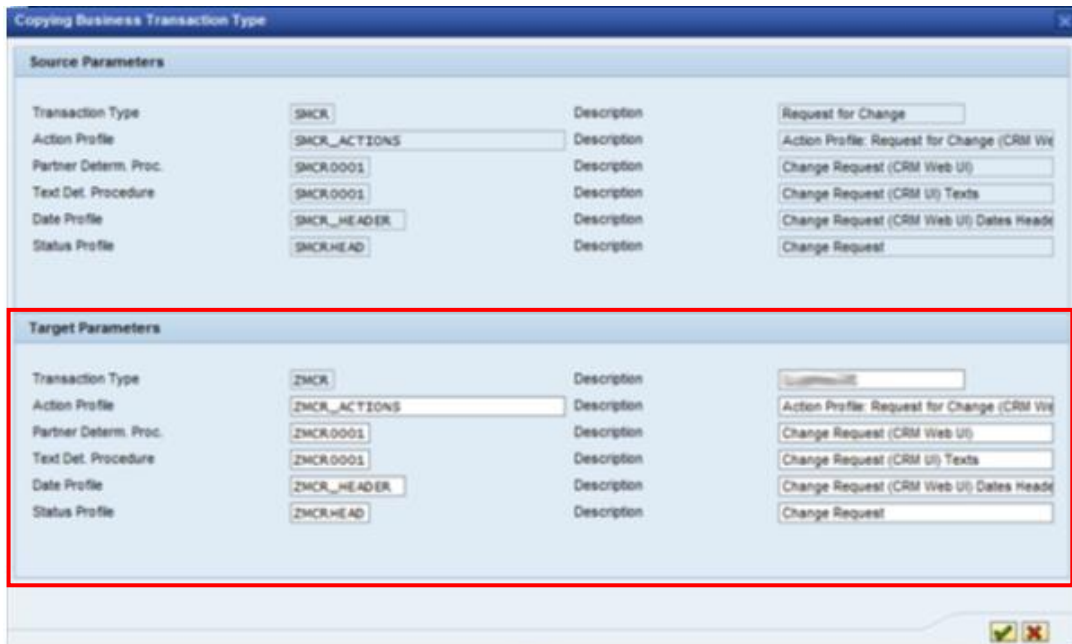 Copying Business Transaction Type
Source Parameters
Transaction Type SMCR Description Request for Change
Action Profile SMCR_ACTIONS Description Action Profile: Request for Change (CRM We
Partner Determ. Proc. SMCR0001 Description Change Request (CRM Web UI)
Text Det. Procedure SMCR0001 Description Change Request (CRM UI) Texts
Date Profile SMCR_HEADER Description Change Request (CRM Web UI) Dates Heade
Status Profile SMCRHEAD Description Change Request
Target Parameters
Transaction Type ZMCR Description
Action Profile ZMCR_ACTIONS Description Action Profile: Request for Change (CRM We
Partner Determ. Proc. ZMCR0001 Description Change Request (CRM Web UI)
Text Det. Procedure ZMCR0001 Description Change Request (CRM UI) Texts
Date Profile ZMCR_HEADER Description Change Request (CRM Web UI) Dates Heade
Status Profile ZMCRHEAD Description Change Request